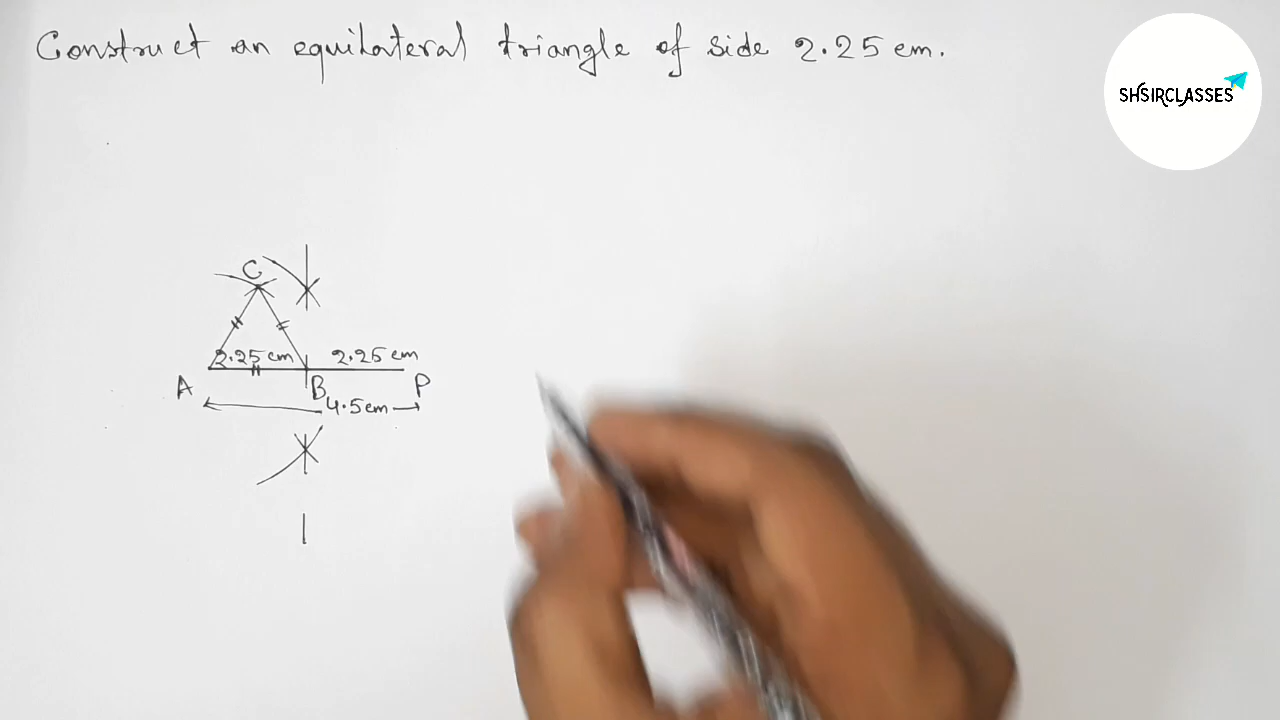 Construct an equilateral triangle of side 2.25 cm.
SHSIRCLASSES
C
2.25 cm 2.25 cm
A B P
4.5 cm